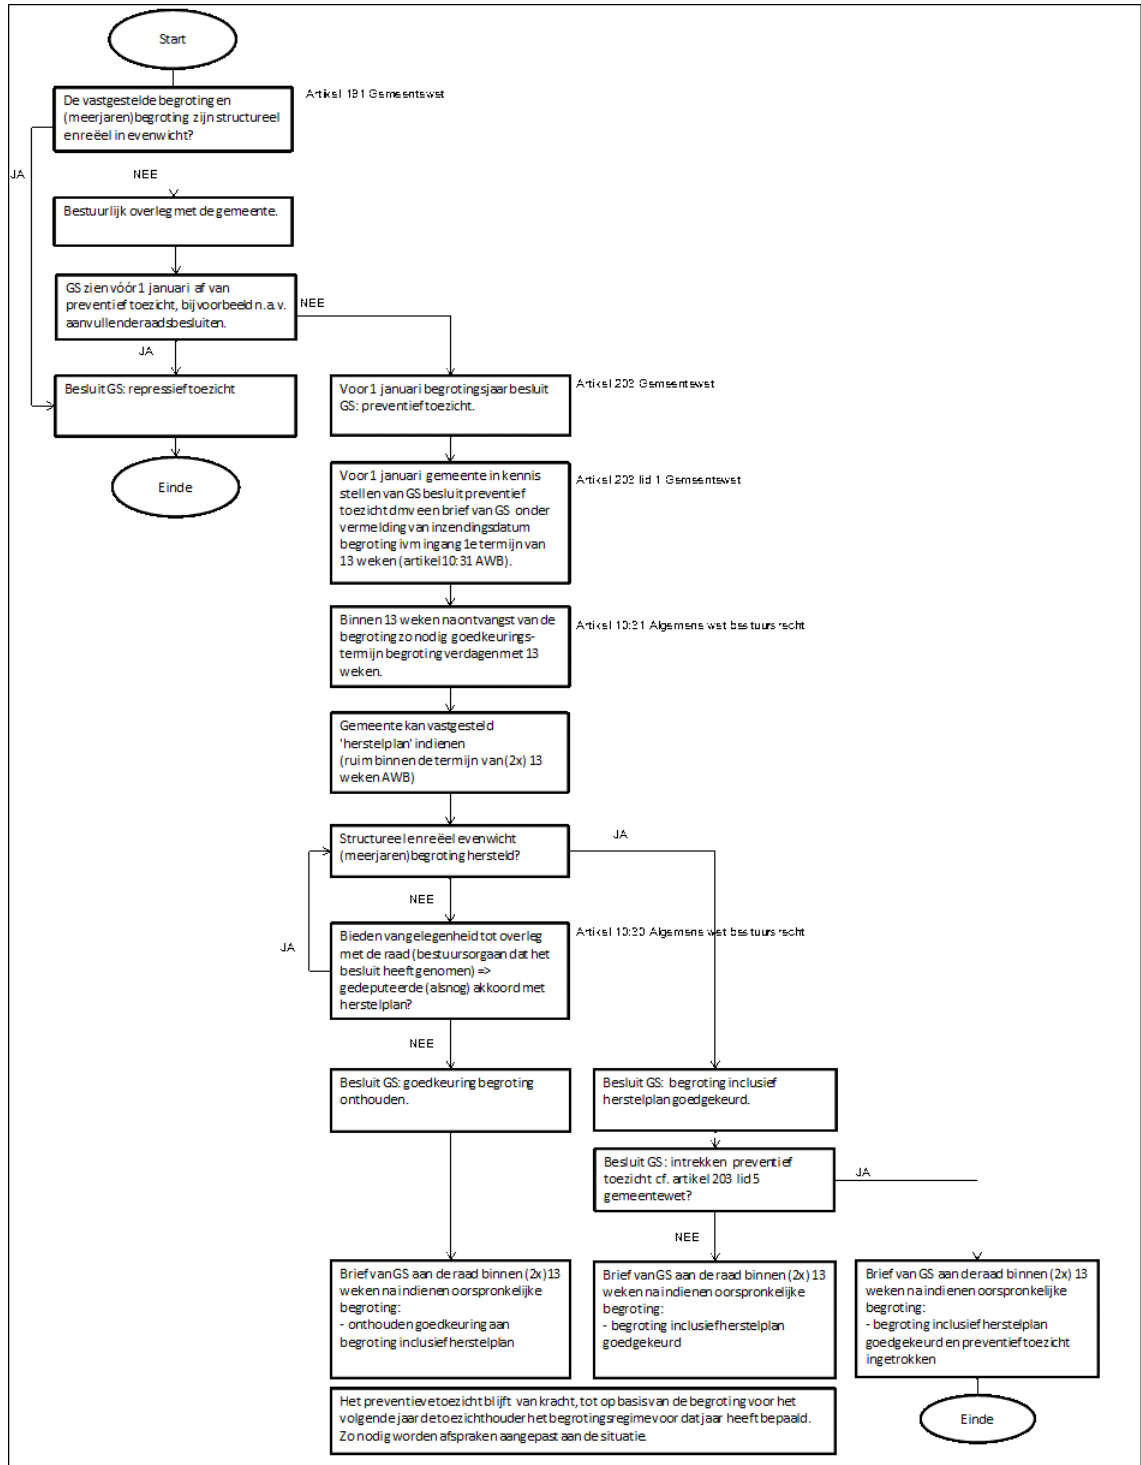 Start
De vastgestelde begroting en
(meerjaren)begroting zijn structureel
en reëel in evenwicht?
Artikel 191 Gemeentewet
JA
NEE
Bestuurlijk overleg met de gemeente.
GS zien vóór 1 januari af van
preventief toezicht, bijvoorbeeld n.a.v.
aanvullende raadsbesluiten.
NEE
JA
Besluit GS: repressief toezicht
Voor 1 januari begrotingsjaar besluit
GS: preventief toezicht.
Artikel 203 Gemeentewet
Einde
Voor 1 januari gemeente in kennis
stellen van GS besluit preventief
toezicht dmv een brief van GS onder
vermelding van inzendingsdatum
begroting ivm ingang 1e termijn van
13 weken (artikel 10:31 AWB).
Artikel 203 lid 1 Gemeentewet
Binnen 13 weken na ontvangst van de
begroting zo nodig goedkeurings-
termijn begroting verdagen met 13
weken.
Artikel 10:31 Algemene wet bestuursrecht
Gemeente kan vastgesteld
'herstelplan' indienen
(ruim binnen de termijn van (2x) 13
weken AWB)
Structureel en reëel evenwicht
(meerjaren)begroting hersteld?
JA
NEE
Bieden van gelegenheid tot overleg
met de raad (bestuursorgaan dat het
besluit heeft genomen) =>
gedeputeerde (alsnog) akkoord met
herstelplan?
Artikel 10:30 Algemene wet bestuursrecht
JA
NEE
Besluit GS: goedkeuring begroting
onthouden.
Besluit GS: begroting inclusief
herstelplan goedgekeurd.
Besluit GS: intrekken preventief
toezicht cf. artikel 203 lid 5
gemeentewet?
JA
NEE
Brief van GS aan de raad binnen (2x) 13
weken na indienen oorspronkelijke
begroting:
- onthouden goedkeuring aan
begroting inclusief herstelplan
Brief van GS aan de raad binnen (2x) 13
weken na indienen oorspronkelijke
begroting:
- begroting inclusief herstelplan
goedgekeurd
Brief van GS aan de raad binnen (2x) 13
weken na indienen oorspronkelijke
begroting:
- begroting inclusief herstelplan
goedgekeurd en preventief toezicht
ingetrokken
Het preventieve toezicht blijft van kracht, tot op basis van de begroting voor het
volgende jaar de toezichthouder het begrotingsregime voor dat jaar heeft bepaald.
Zo nodig worden afspraken aangepast aan de situatie.
Einde